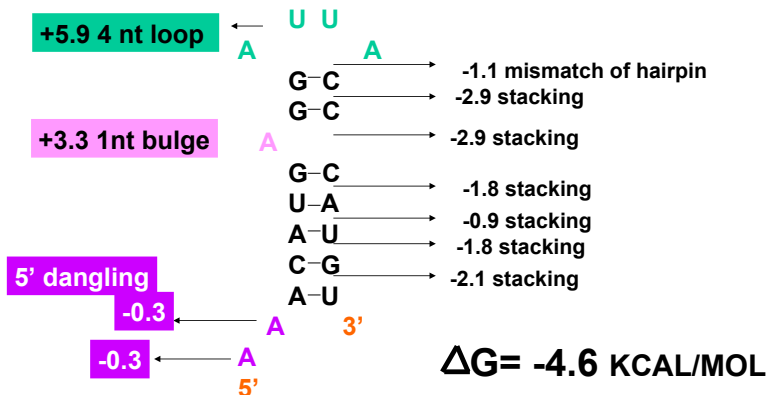 U U
+5.9 4 nt loop
A A
-1.1 mismatch of hairpin
G–C
-2.9 stacking
G–C
+3.3 1nt bulge
A
-2.9 stacking
G–C
-1.8 stacking
U–A
-0.9 stacking
A–U
-1.8 stacking
5' dangling
C–G
-2.1 stacking
A–U
-0.3
A
3'
-0.3
A
5'
ΔG= -4.6 KCAL/MOL